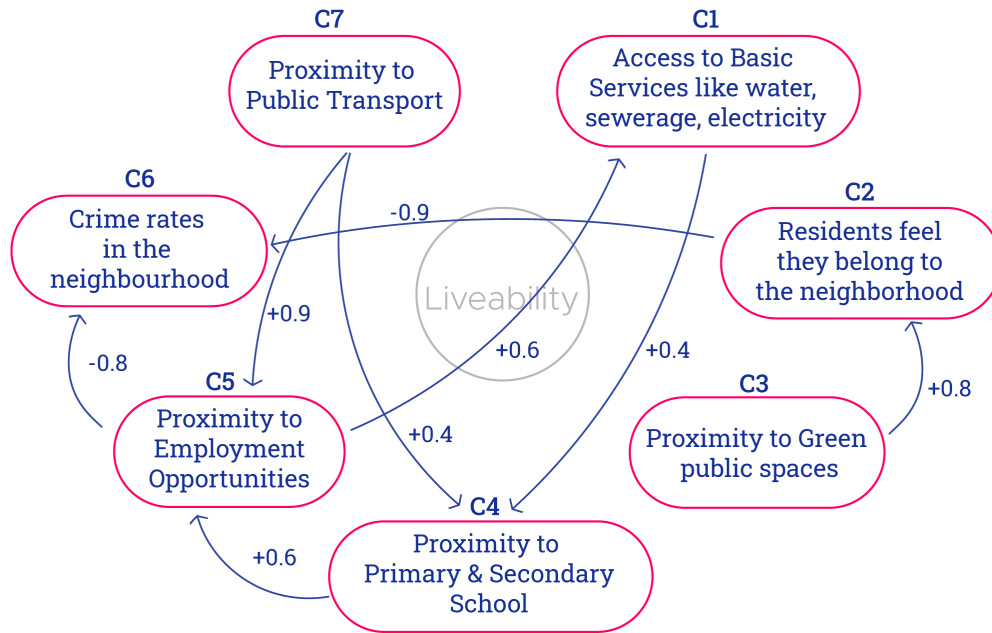 C7
Proximity to
Public Transport
C1
Access to Basic
Services like water,
sewerage, electricity
C6
Crime rates
in the
neighbourhood
C2
Residents feel
they belong to
the neighborhood
-0.9
Liveability
+0.9
+0.6
+0.4
-0.8
C5
Proximity to
Employment
Opportunities
C3
Proximity to Green
public spaces
+0.8
+0.4
C4
Proximity to
Primary & Secondary
School
+0.6